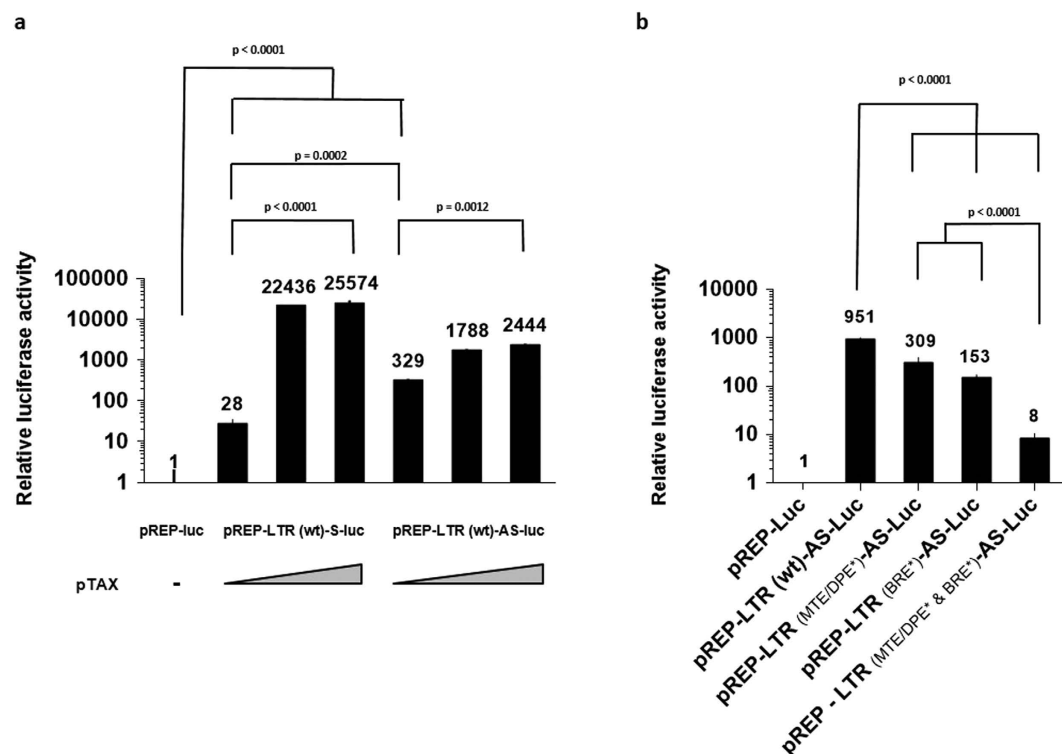 a
p < 0.0001
p = 0.0002
p < 0.0001
p = 0.0012
Relative luciferase activity
100000
10000
1000
100
10
1
1
28
22436
25574
329
1788
2444
pREP-luc
pREP-LTR (wt)-S-luc
pREP-LTR (wt)-AS-luc
pTAX
-
b
p < 0.0001
p < 0.0001
Relative luciferase activity
10000
1000
100
10
1
1
951
309
153
8
pREP-Luc
pREP-LTR (wt)-AS-Luc
pREP-LTR (MTE/DPE*)-AS-Luc
pREP-LTR (BRE*)-AS-Luc
pREP - LTR (MTE/DPE* & BRE*)-AS-Luc